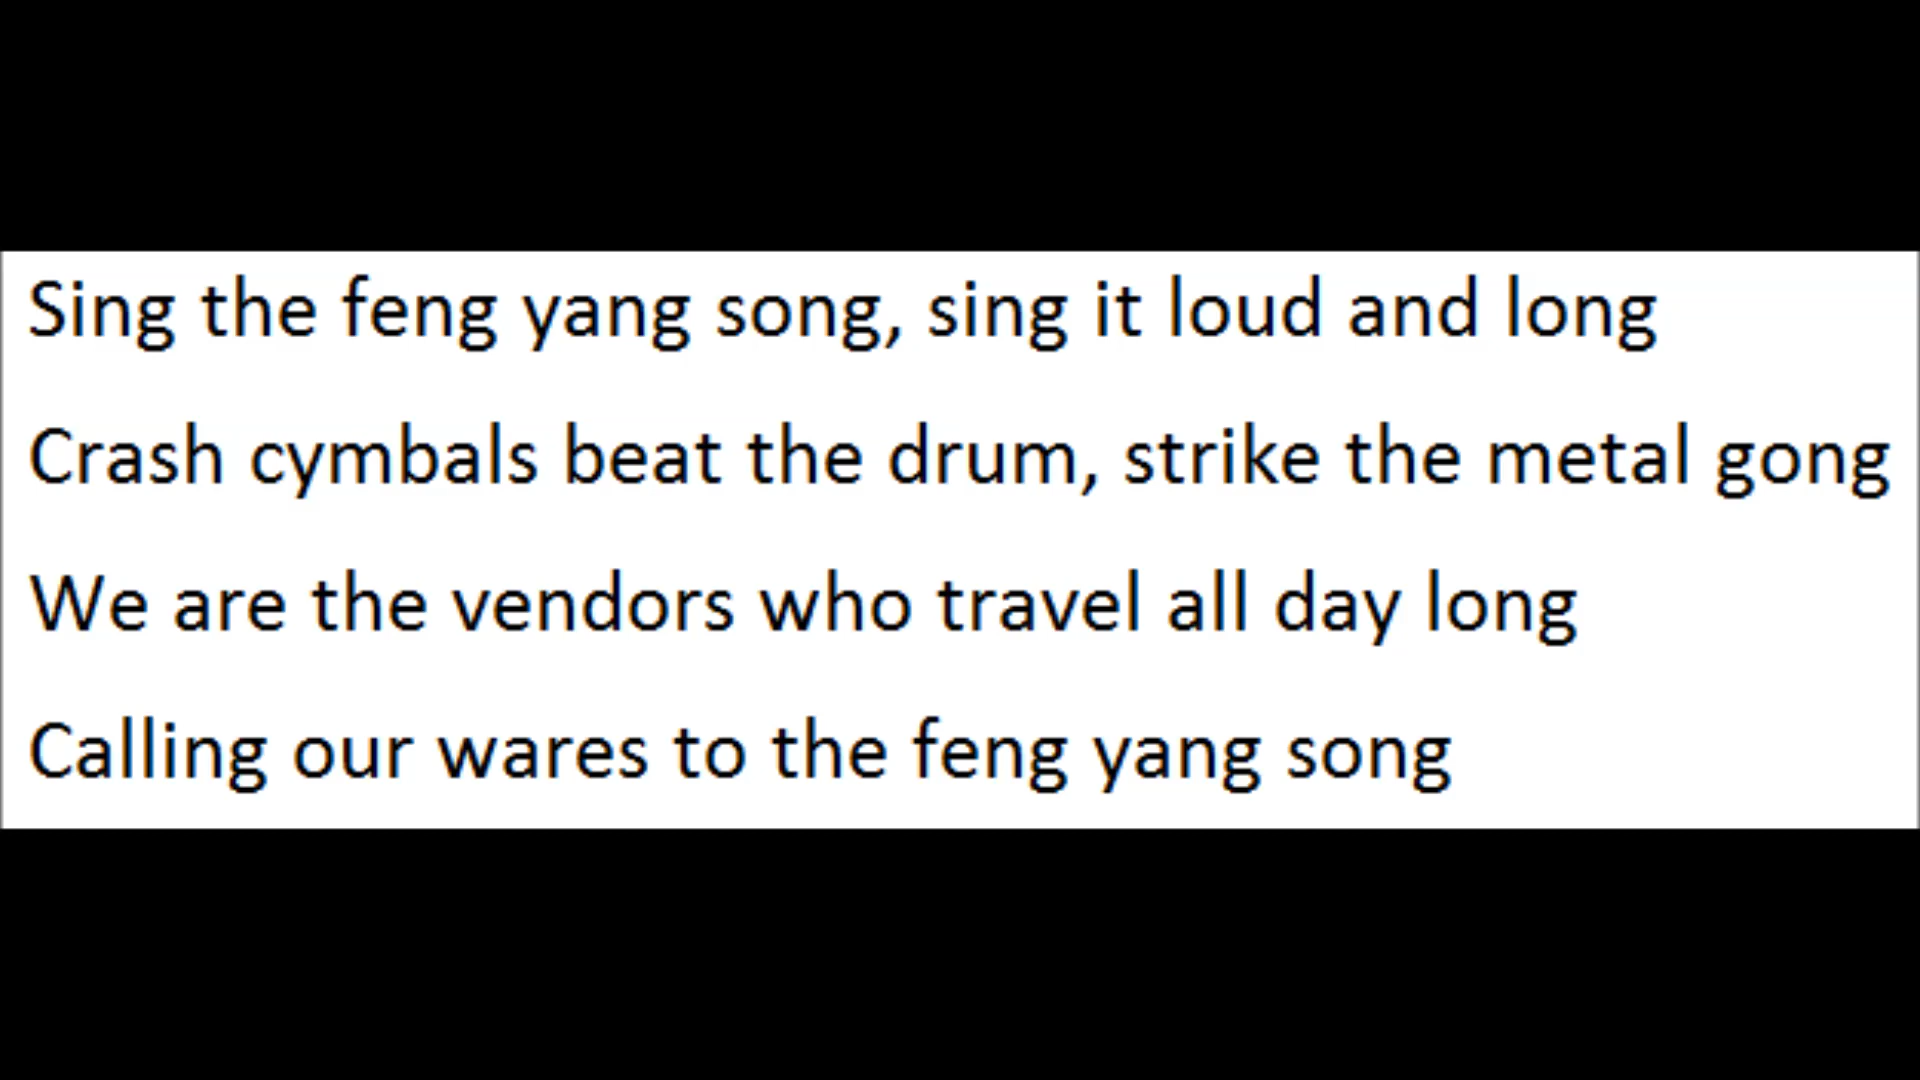 Sing the feng yang song, sing it loud and long
Crash cymbals beat the drum, strike the metal gong
We are the vendors who travel all day long
Calling our wares to the feng yang song